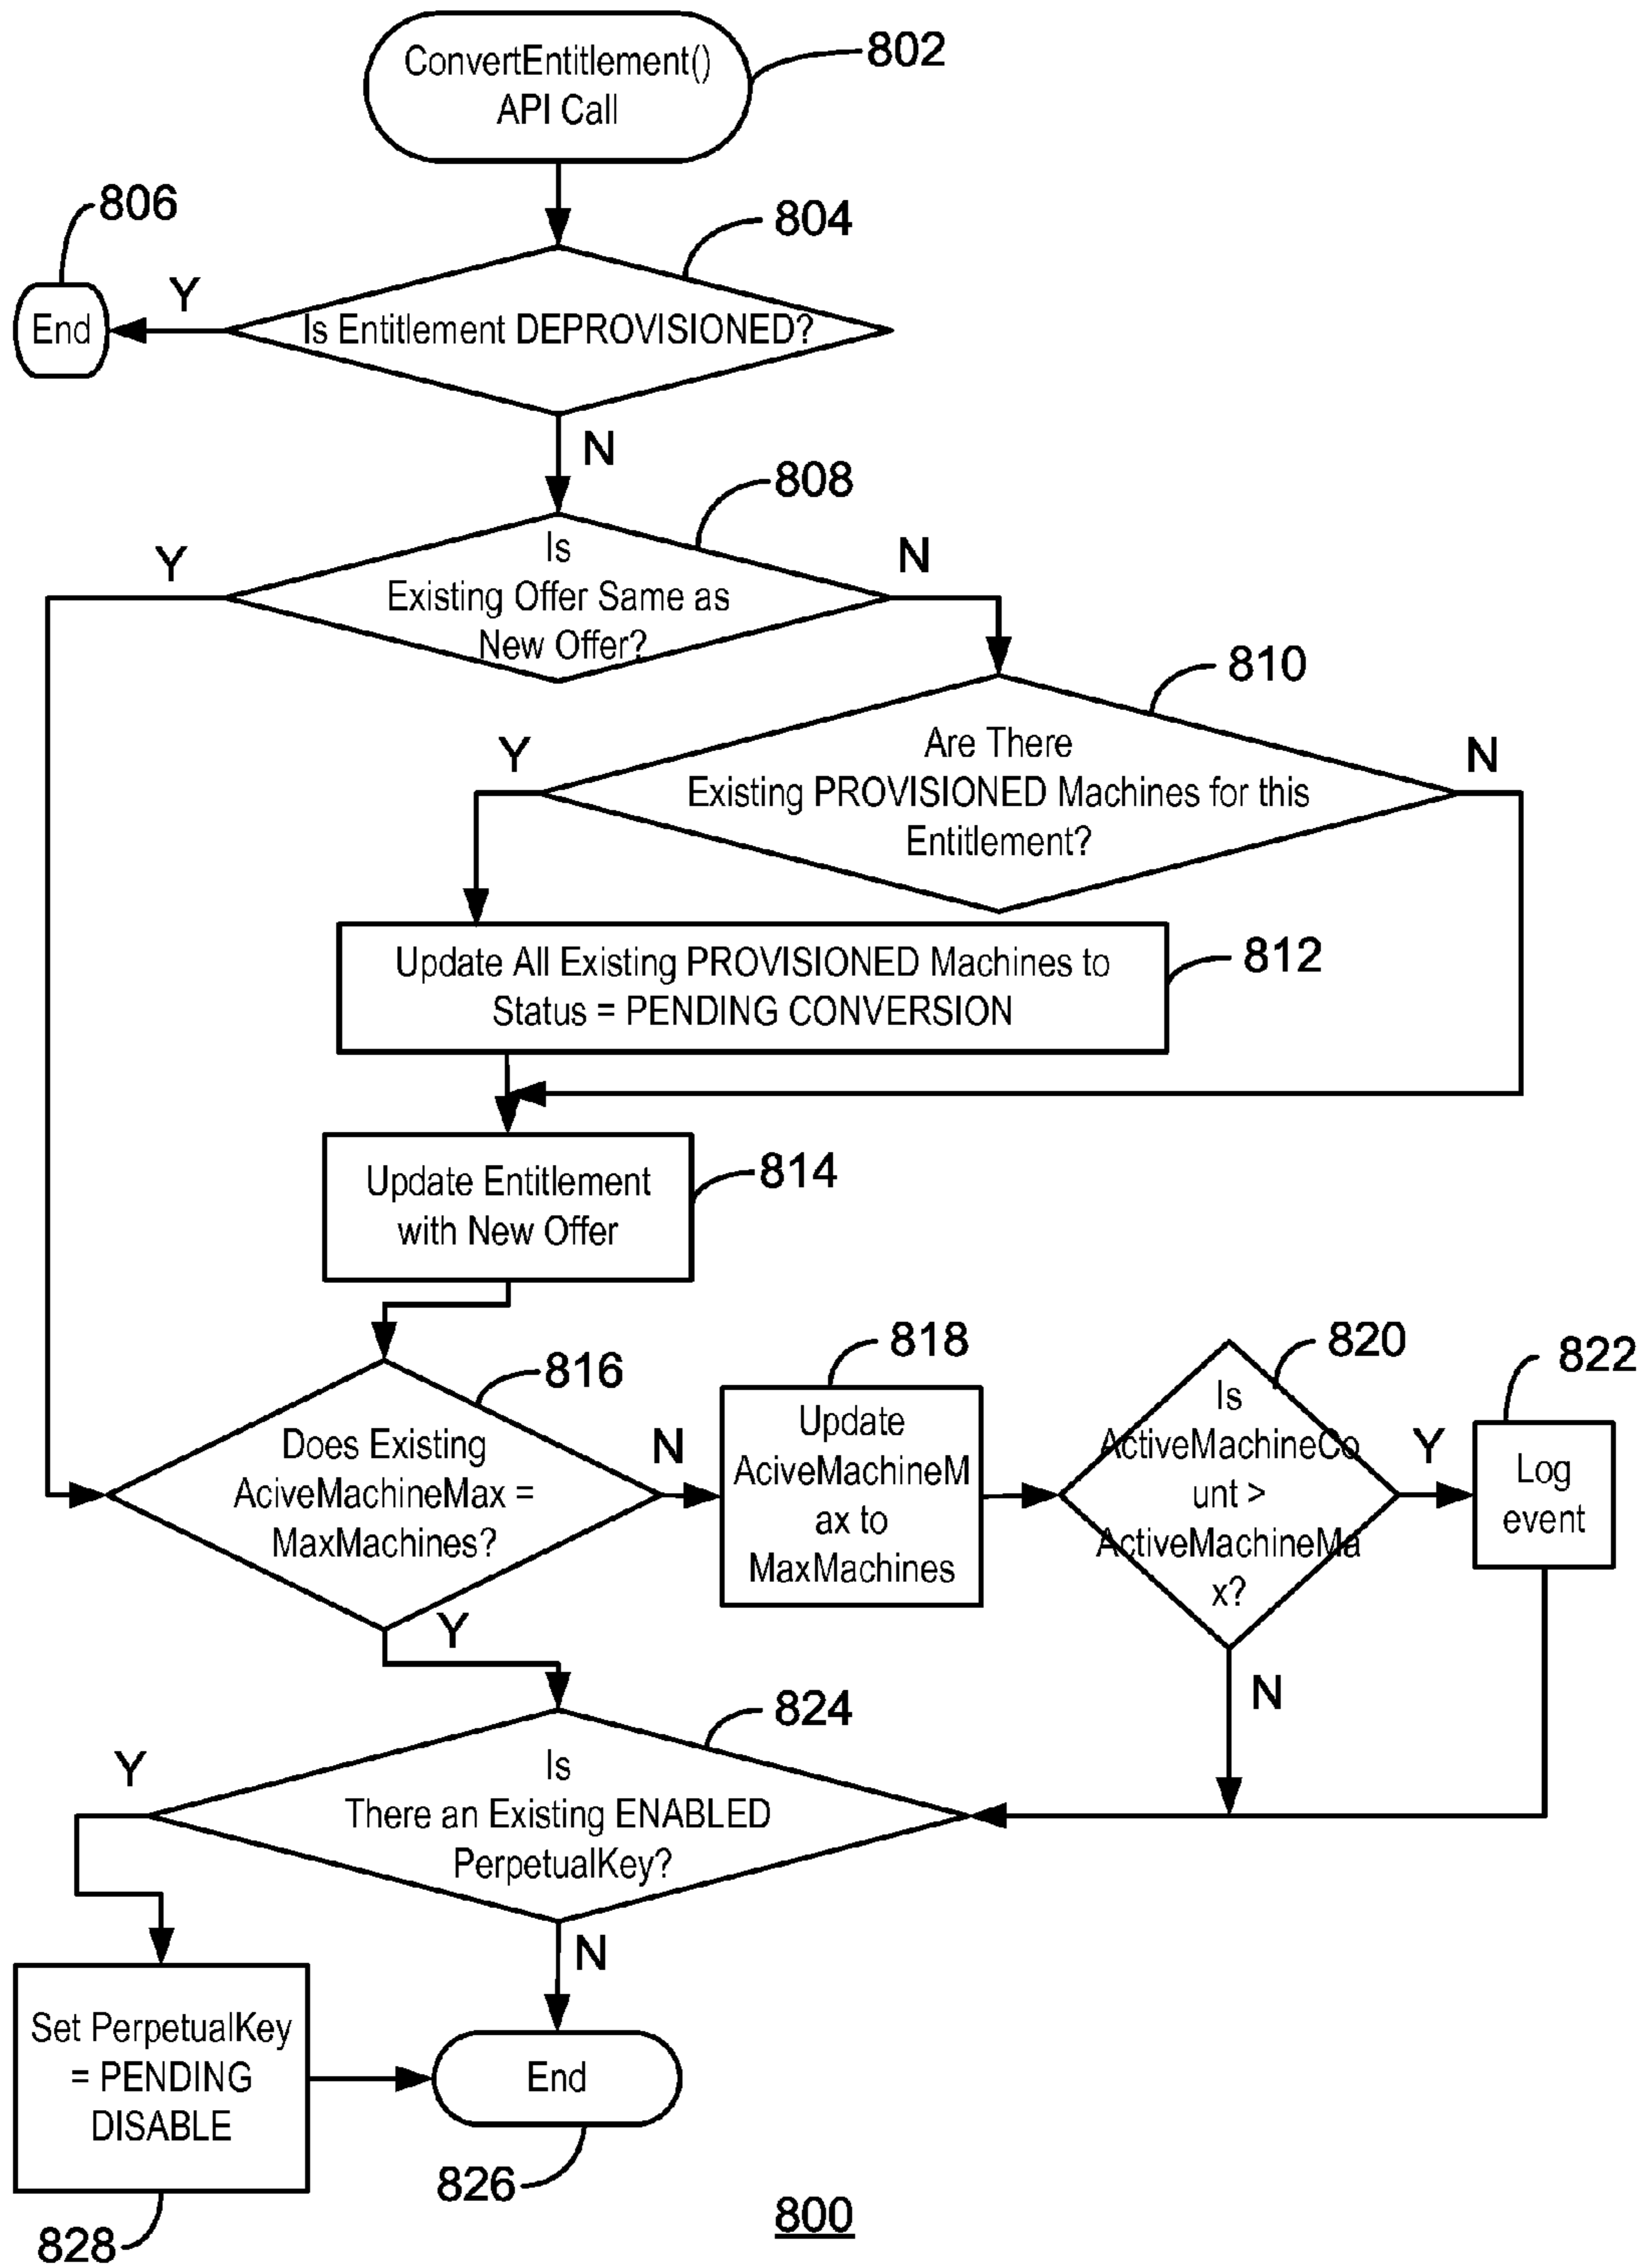 ConvertEntitlement()
API Call
802
806
804
Y
End
Is Entitlement DEPROVISIONED?
N
808
Y
Is
Existing Offer Same as
New Offer?
N
810
Y
Are There
Existing PROVISIONED Machines for this
Entitlement?
N
Update All Existing PROVISIONED Machines to
Status = PENDING CONVERSION
812
Update Entitlement
with New Offer
814
816
Does Existing
AciveMachineMax =
MaxMachines?
N
818
Update
AciveMachineM
ax to
MaxMachines
820
Is
ActiveMachineCo
unt >
ActiveMachineMa
x?
Y
822
Log
event
Y
N
824
Y
Is
There an Existing ENABLED
PerpetualKey?
N
Set PerpetualKey
= PENDING
DISABLE
End
826
828
800